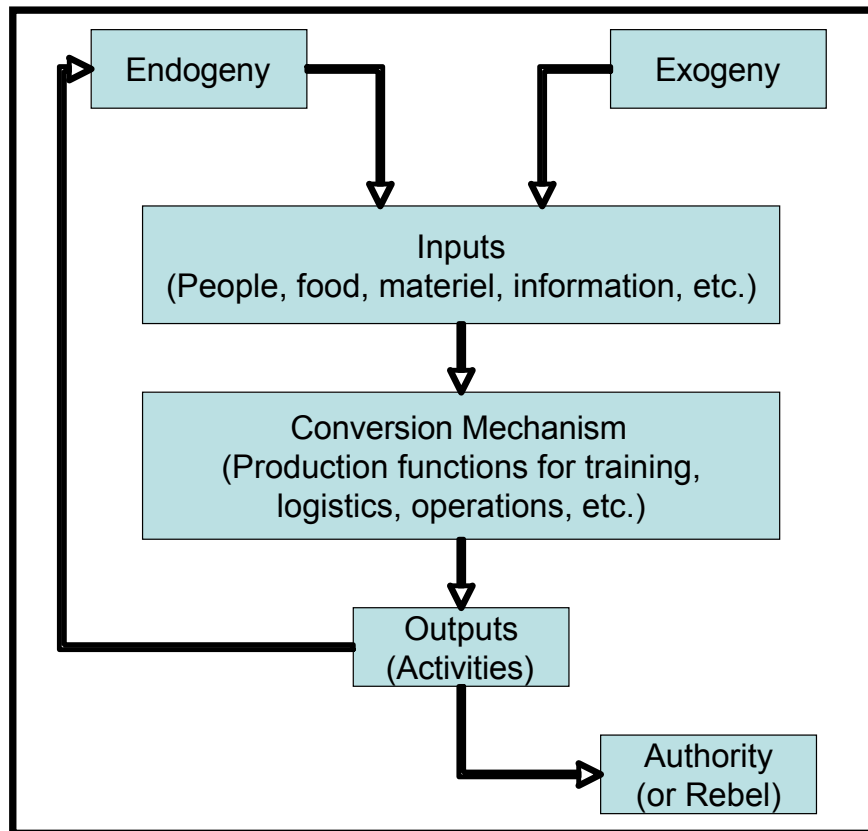 Endogeny
Exogeny
Inputs
(People, food, materiel, information, etc.)
Conversion Mechanism
(Production functions for training,
logistics, operations, etc.)
Outputs
(Activities)
Authority
(or Rebel)